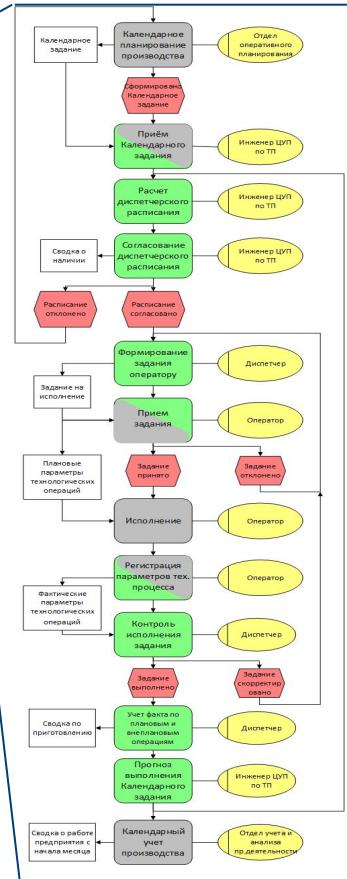 Календарное
планирование
производства
Календарное
задание
Отдел
оперативного
планирования
Сформировано
Календарное
задание
Приём
Календарного
задания
Инженер ЦУП
по ТП
Расчет
диспетчерского
расписания
Инженер ЦУП
по ТП
Согласование
диспетчерского
расписания
Сводка о
наличии
Инженер ЦУП
по ТП
Расписание
отклонено
Расписание
согласовано
Формирование
задания
оператору
Диспетчер
Задание на
исполнение
Прием
задания
Оператор
Плановые
параметры
технологических
операций
Задание
принято
Задание
отклонено
Исполнение
Оператор
Регистрация
параметров тех.
процесса
Оператор
Фактические
параметры
технологических
операций
Контроль
исполнения
задания
Диспетчер
Задание
выполнено
Задание
скорректир
овано
Сводка по
приготовлению
Учет факта по
плановым и
внеплановым
операциям
Диспетчер
Прогноз
выполнения
Календарного
задания
Инженер ЦУП
по ТП
Сводка о работе
предприятия с
начала месяца
Календарный
учет
производства
Отдел учета и
анализа
пр.деятельности